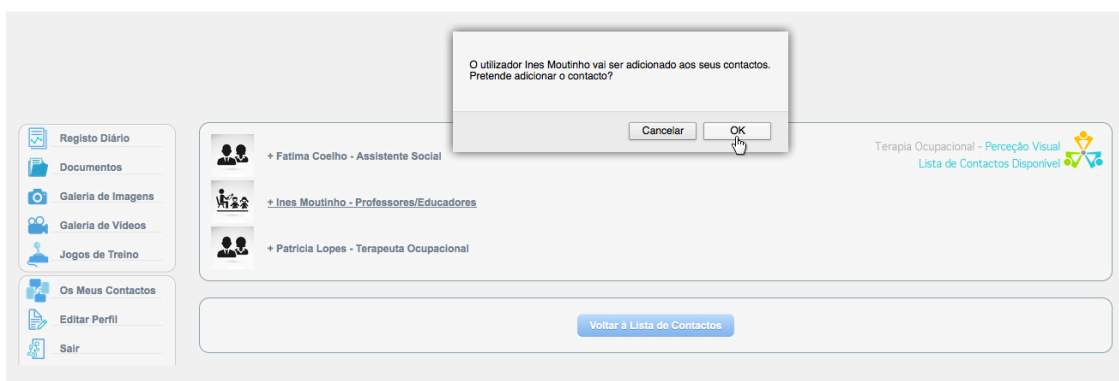 O utilizador Ines Moutinho vai ser adicionado aos seus contactos.
Pretende adicionar o contacto?
Cancelar
OK
Registo Diário
Documentos
Galeria de Imagens
Galeria de Vídeos
Jogos de Treino
Os Meus Contactos
Editar Perfil
Sair
+ Fatima Coelho - Assistente Social
+ Ines Moutinho - Professores/Educadores
+ Patricia Lopes - Terapeuta Ocupacional
Terapia Ocupacional - Perceção Visual
Lista de Contactos Disponível
Voltar à Lista de Contactos